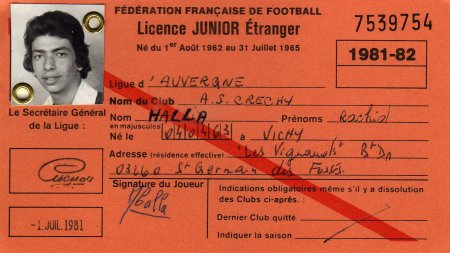 FÉDÉRATION FRANÇAISE DE FOOTBALL
Licence JUNIOR Étranger
Né du 1er Août 1962 au 31 Juillet 1965
7539754
1981-82
Ligue d'AUVERGNE
Nom du Club A.S. CRECHY
Nom HALLA Prénoms Rachid
en majuscules
Né le 040463 à VICHY
Adresse (résidence effective) "Les Vignauds" Bt
03260 St Germain des Fossés
Le Secrétaire Général
de la Ligue :
Signature du Joueur
Halla
-1. JUIL. 1981
Indications obligatoires même s'il y a dissolution
des Clubs ci-après :
Dernier Club quitté
Indiquer la saison